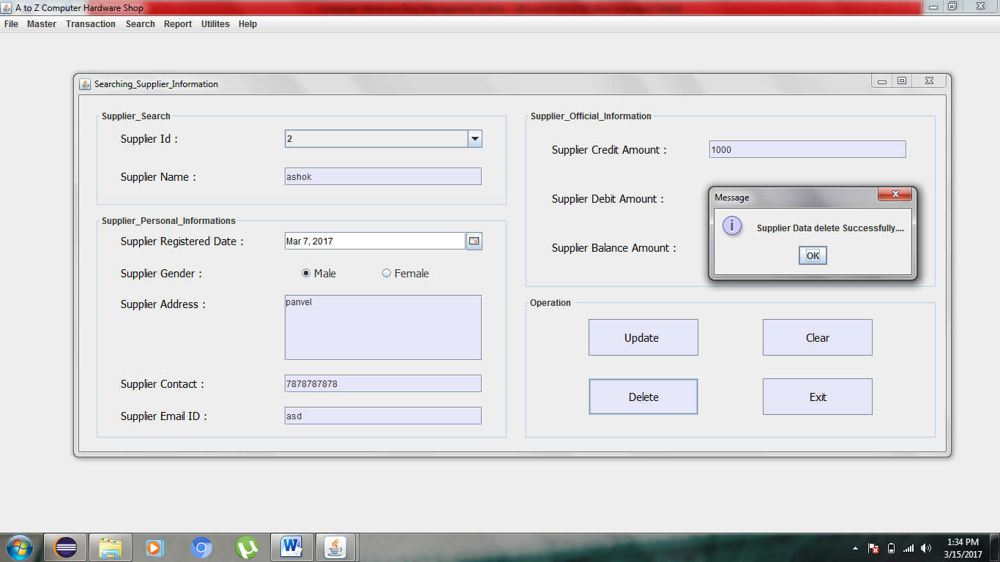 A to Z Computer Hardware Shop
File Master Transaction Search Report Utilites Help
Searching_Supplier_Information
Supplier_Search
Supplier Id : 2
Supplier Name : ashok
Supplier_Personal_Informations
Supplier Registered Date : Mar 7, 2017
Supplier Gender : Male Female
Supplier Address : panvel
Supplier Contact : 7878787878
Supplier Email ID : asd
Supplier_Official_Information
Supplier Credit Amount : 1000
Supplier Debit Amount :
Supplier Balance Amount :
Message
Supplier Data delete Successfully....
OK
Operation
Update Clear
Delete Exit
1:34 PM
3/15/2017